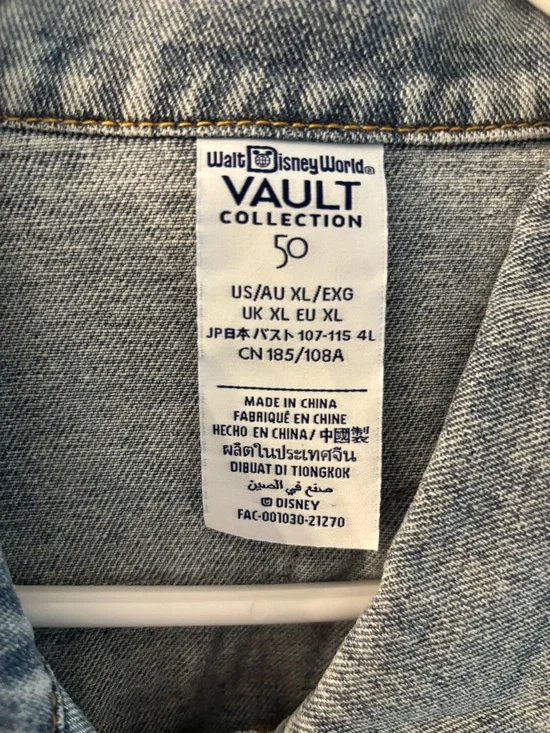 Walt Disney World®
VAULT
COLLECTION
50
US/AU XL/EXG
UK XL EU XL
JP日本バスト 107-115 4L
CN 185/108A
MADE IN CHINA
FABRIQUÉ EN CHINE
HECHO EN CHINA/ 中國製
ผลิตในประเทศจีน
DIBUAT DI TIONGKOK
صنع في الصين
© DISNEY
FAC-001030-21270